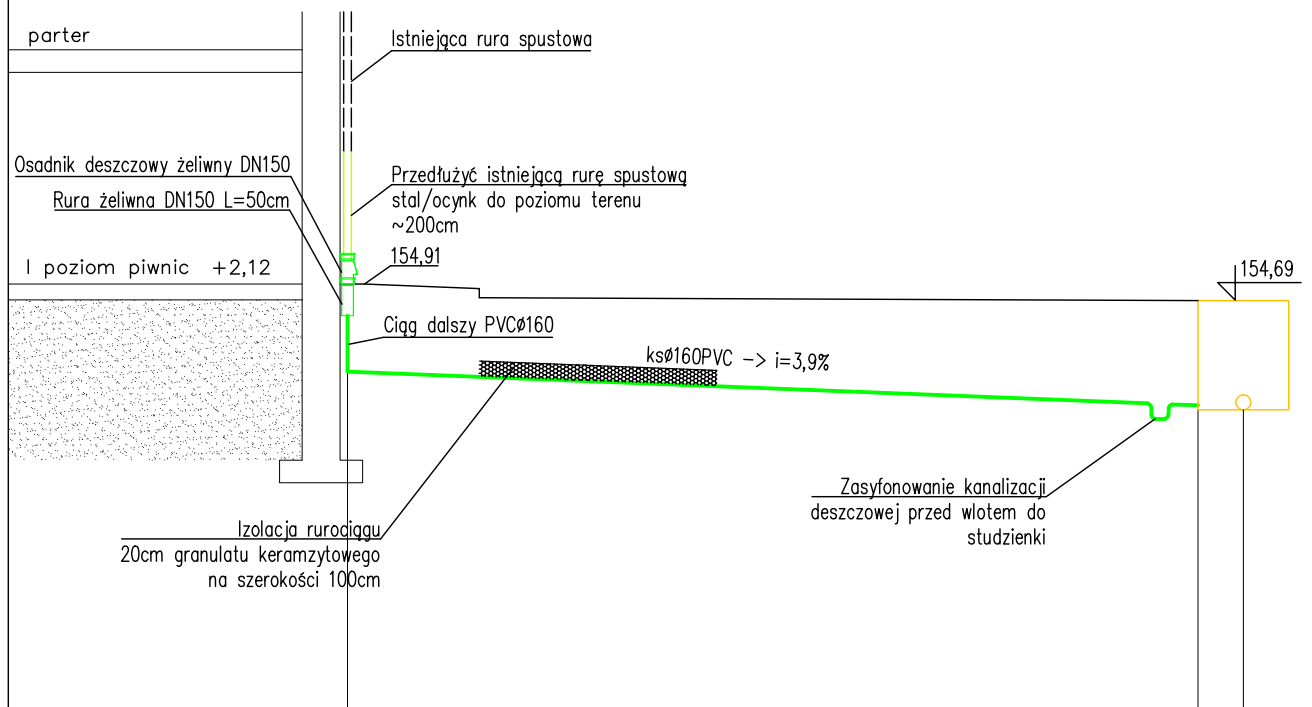 parter
Istniejąca rura spustowa
Osadnik deszczowy żeliwny DN150
Rura żeliwna DN150 L=50cm
Przedłużyć istniejącą rurę spustową
stal/ocynk do poziomu terenu
~200cm
I poziom piwnic +2,12
154,91
154,69
Ciąg dalszy PVCø160
ksø160PVC -> i=3,9%
Zasyfonowanie kanalizacji
deszczowej przed wlotem do
studzienki
Izolacja rurociągu
20cm granulatu keramzytowego
na szerokości 100cm